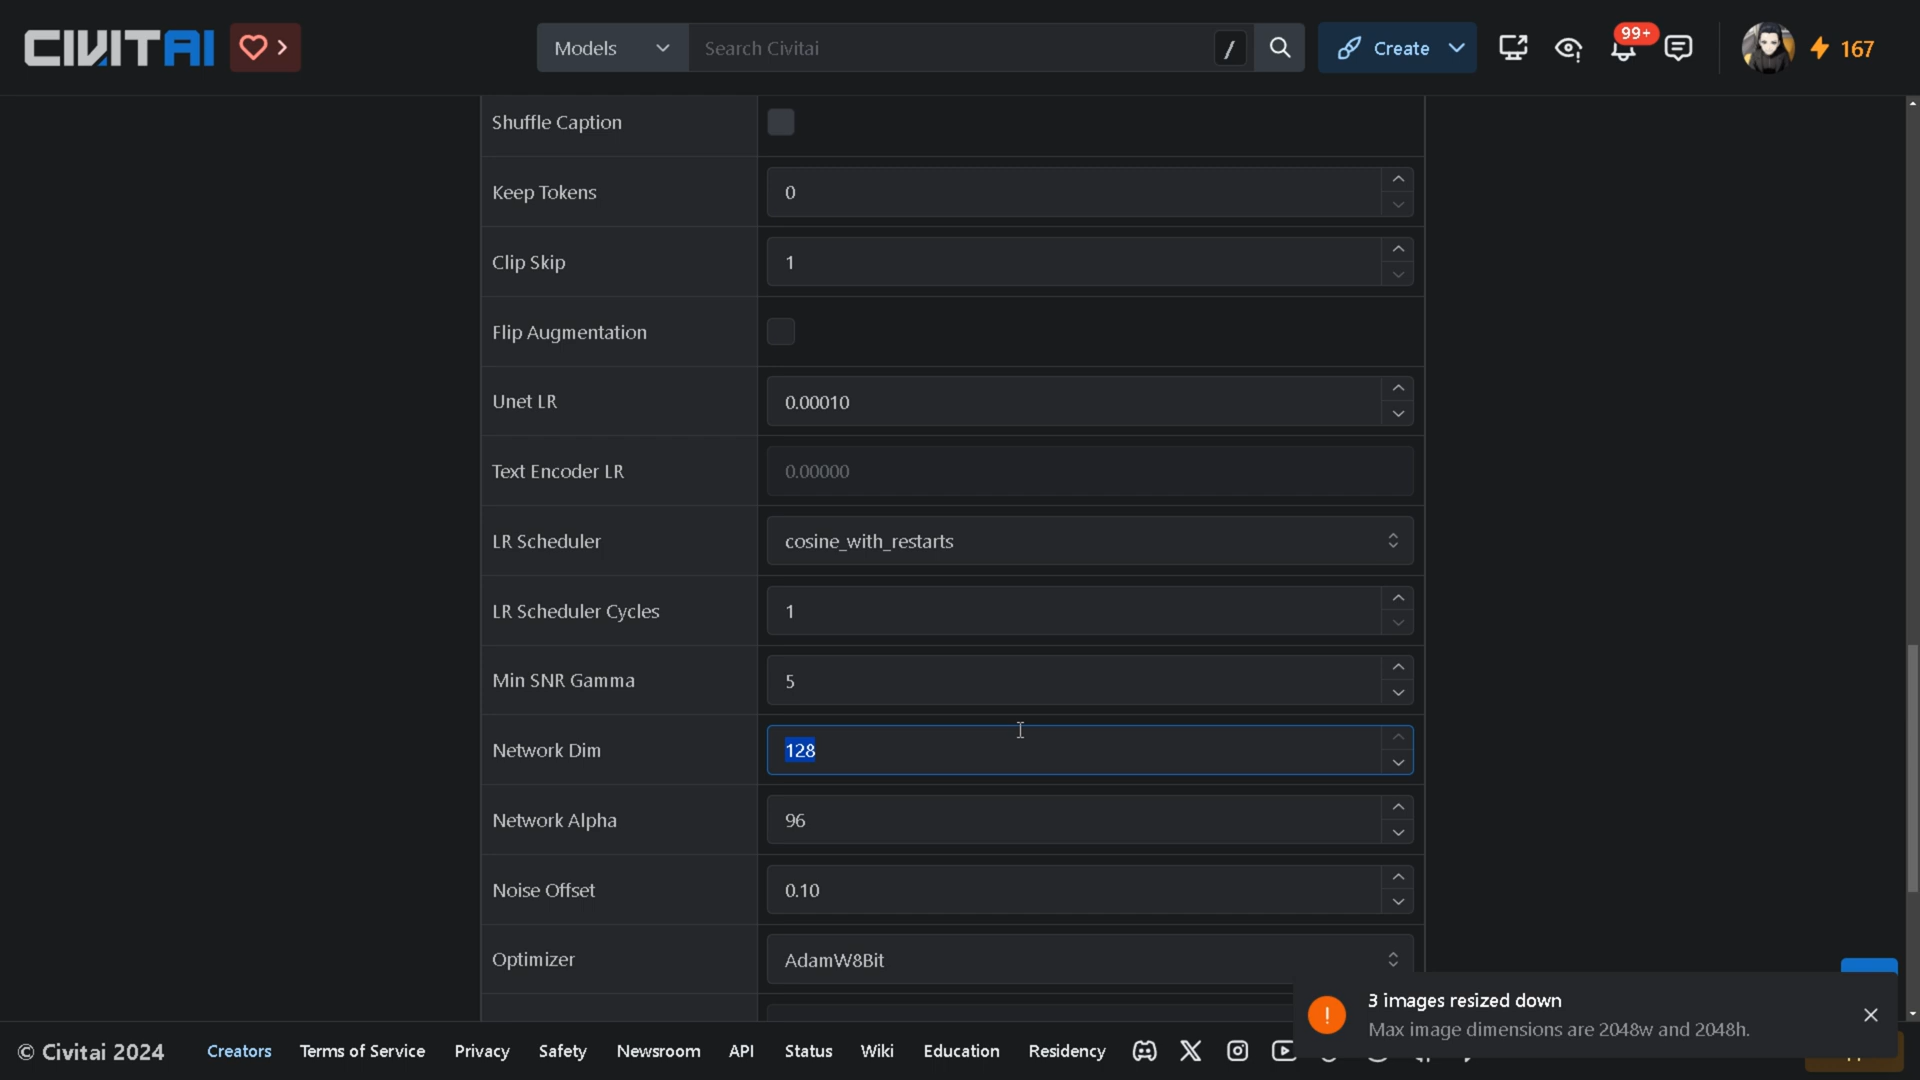 CIVITAI
Models
Search Civitai
/
Create
99+
167
Shuffle Caption
Keep Tokens
0
Clip Skip
1
Flip Augmentation
Unet LR
0.00010
Text Encoder LR
0.00000
LR Scheduler
cosine_with_restarts
LR Scheduler Cycles
1
Min SNR Gamma
5
Network Dim
128
Network Alpha
96
Noise Offset
0.10
Optimizer
AdamW8Bit
3 images resized down
Max image dimensions are 2048w and 2048h.
© Civitai 2024
Creators
Terms of Service
Privacy
Safety
Newsroom
API
Status
Wiki
Education
Residency